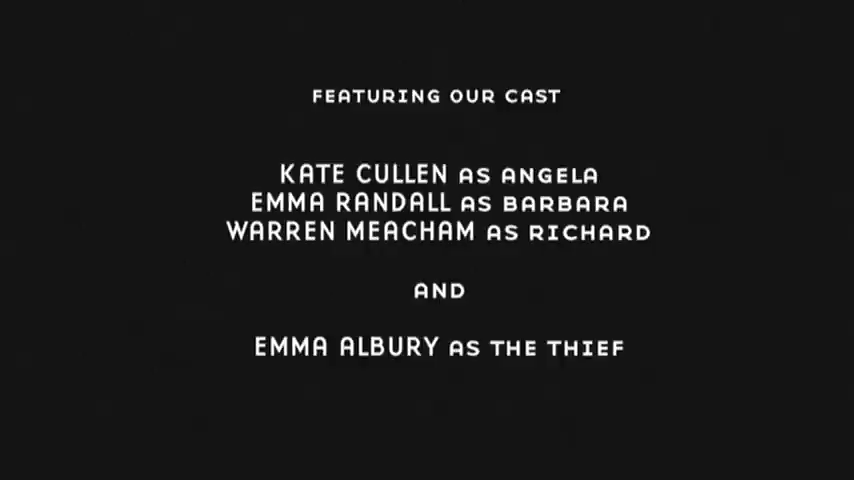 FEATURING OUR CAST
KATE CULLEN AS ANGELA
EMMA RANDALL AS BARBARA
WARREN MEACHAM AS RICHARD
AND
EMMA ALBURY AS THE THIEF